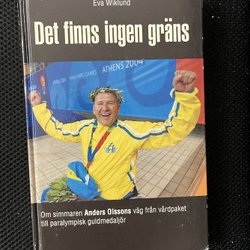 Eva Wiklund
Det finns ingen gräns
ATHENS 2004
Om simmaren Anders Olssons väg från vårdpaket
till paralympisk guldmedaljör